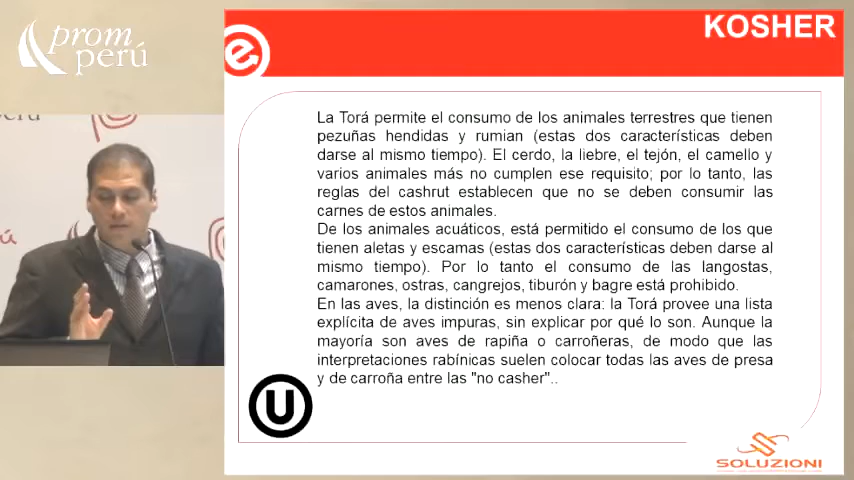 prom
perú
KOSHER
La Torá permite el consumo de los animales terrestres que tienen
pezuñas hendidas y rumian (estas dos características deben
darse al mismo tiempo). El cerdo, la liebre, el tejón, el camello y
varios animales más no cumplen ese requisito; por lo tanto, las
reglas del cashrut establecen que no se deben consumir las
carnes de estos animales.
De los animales acuáticos, está permitido el consumo de los que
tienen aletas y escamas (estas dos características deben darse al
mismo tiempo). Por lo tanto el consumo de las langostas,
camarones, ostras, cangrejos, tiburón y bagre está prohibido.
En las aves, la distinción es menos clara: la Torá provee una lista
explícita de aves impuras, sin explicar por qué lo son. Aunque la
mayoría son aves de rapiña o carroñeras, de modo que las
interpretaciones rabínicas suelen colocar todas las aves de presa
y de carroña entre las "no casher"..
U
SOLUZIONI